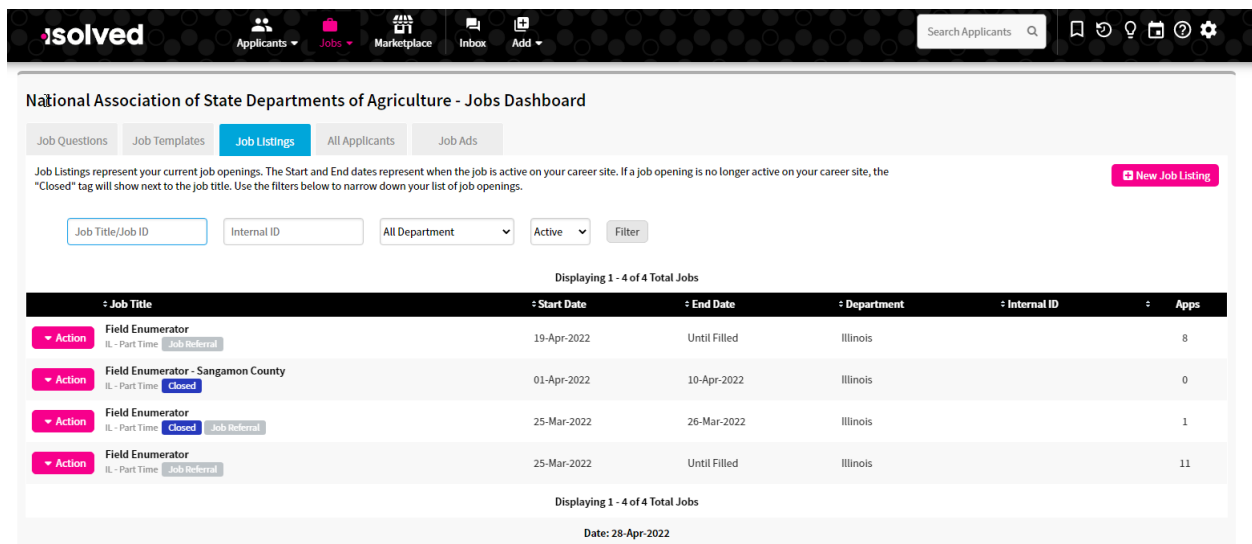 isolved
Applicants
Jobs
Marketplace
Inbox
Add
Search Applicants
National Association of State Departments of Agriculture - Jobs Dashboard
Job Questions
Job Templates
Job Listings
All Applicants
Job Ads
Job Listings represent your current job openings. The Start and End dates represent when the job is active on your career site. If a job opening is no longer active on your career site, the
"Closed" tag will show next to the job title. Use the filters below to narrow down your list of job openings.
New Job Listing
Job Title/Job ID
Internal ID
All Department
Active
Filter
Displaying 1 - 4 of 4 Total Jobs
Job Title Start Date End Date Department Internal ID Apps
Action Field Enumerator 19-Apr-2022 Until Filled Illinois 8
IL - Part Time Job Referral
Action Field Enumerator - Sangamon County 01-Apr-2022 10-Apr-2022 Illinois 0
IL - Part Time Closed
Action Field Enumerator 25-Mar-2022 26-Mar-2022 Illinois 1
IL - Part Time Closed Job Referral
Action Field Enumerator 25-Mar-2022 Until Filled Illinois 11
IL - Part Time Job Referral
Displaying 1 - 4 of 4 Total Jobs
Date: 28-Apr-2022